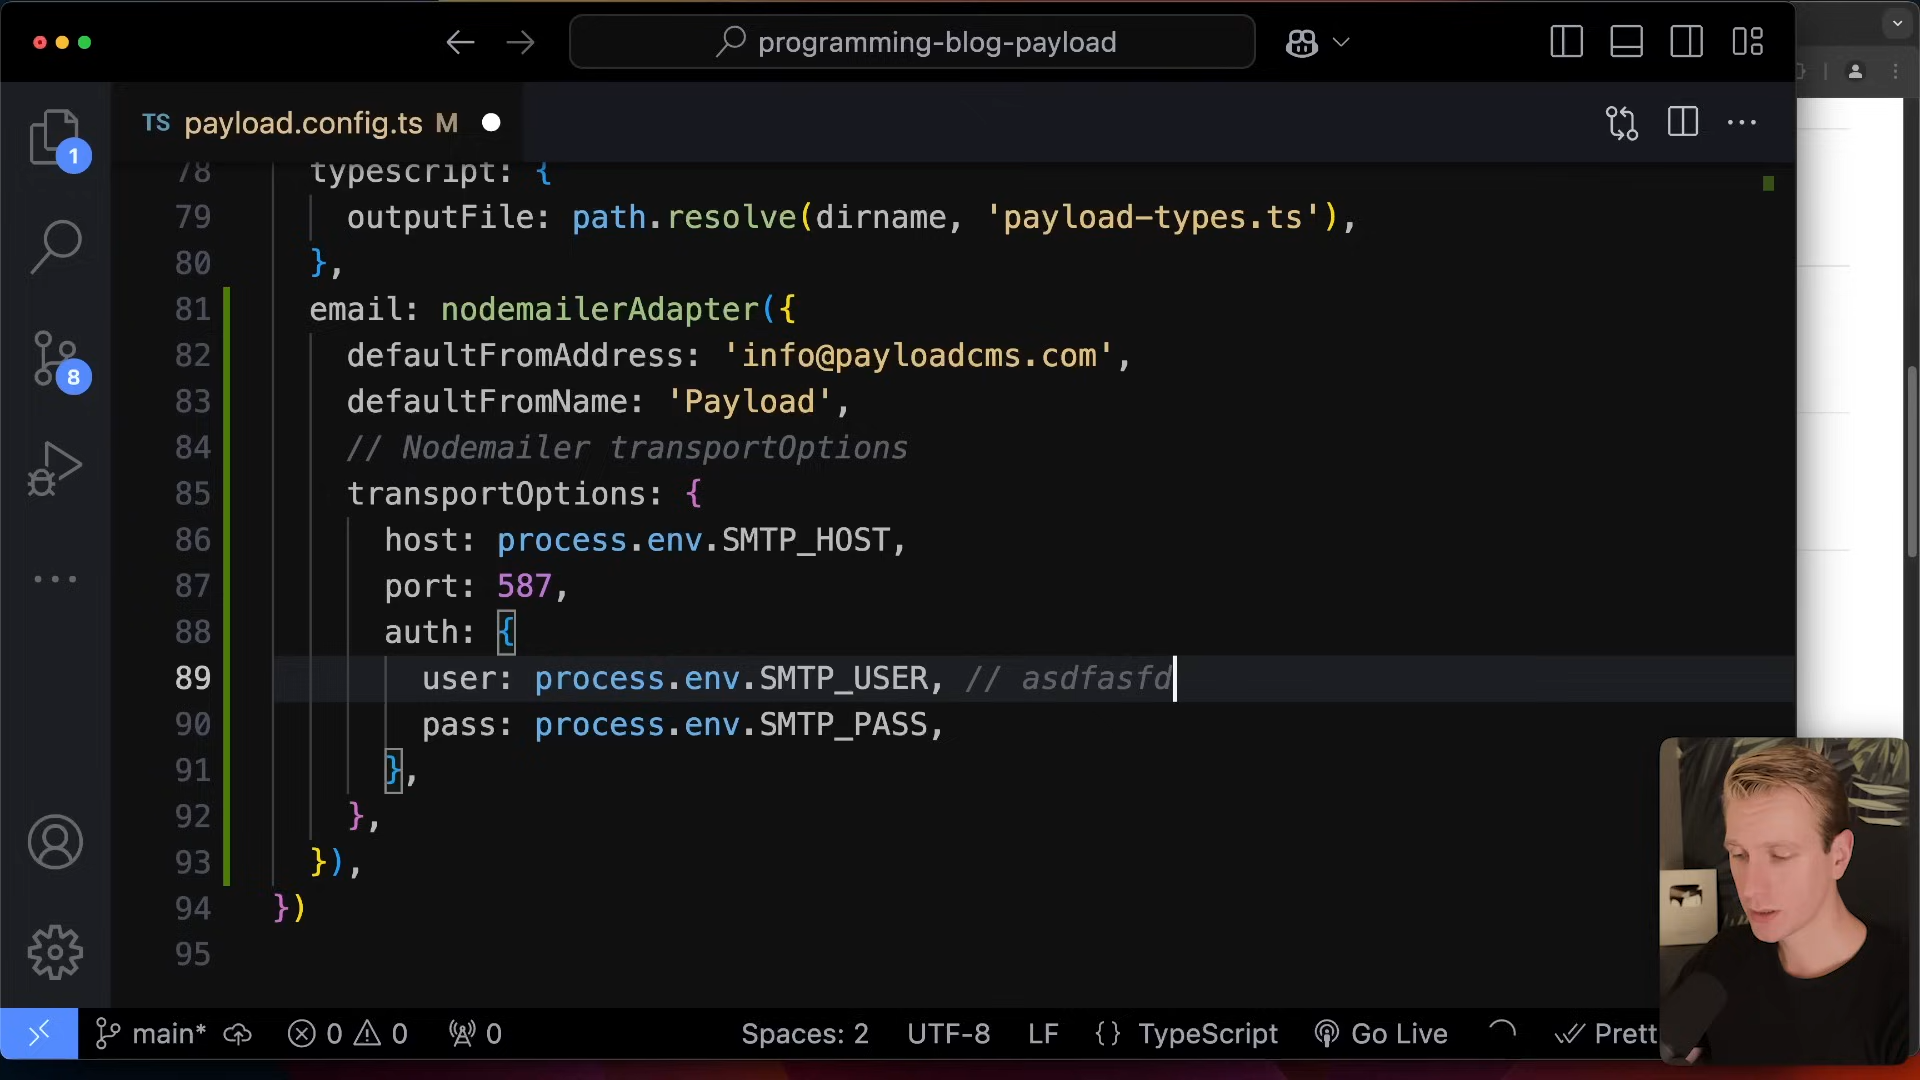 programming-blog-payload
TS payload.config.ts M
1
8
78 typescript: {
79 outputFile: path.resolve(dirname, 'payload-types.ts'),
80 },
81 email: nodemailerAdapter({
82 defaultFromAddress: 'info@payloadcms.com',
83 defaultFromName: 'Payload',
84 // Nodemailer transportOptions
85 transportOptions: {
86 host: process.env.SMTP_HOST,
87 port: 587,
88 auth: {
89 user: process.env.SMTP_USER, // asdfasfd
90 pass: process.env.SMTP_PASS,
91 },
92 },
93 }),
94 })
95
main* 0 0 0 Spaces: 2 UTF-8 LF {} TypeScript Go Live Prett